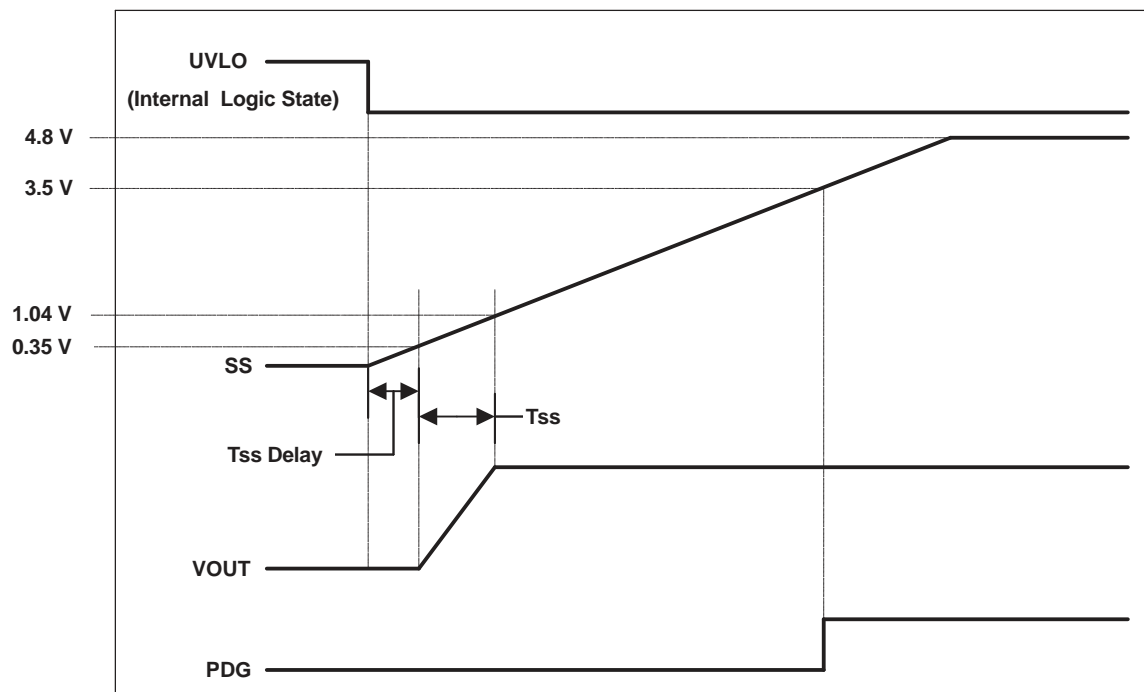 UVLO
(Internal Logic State)
4.8 V
3.5 V
1.04 V
0.35 V
SS
Tss
Tss Delay
VOUT
PDG